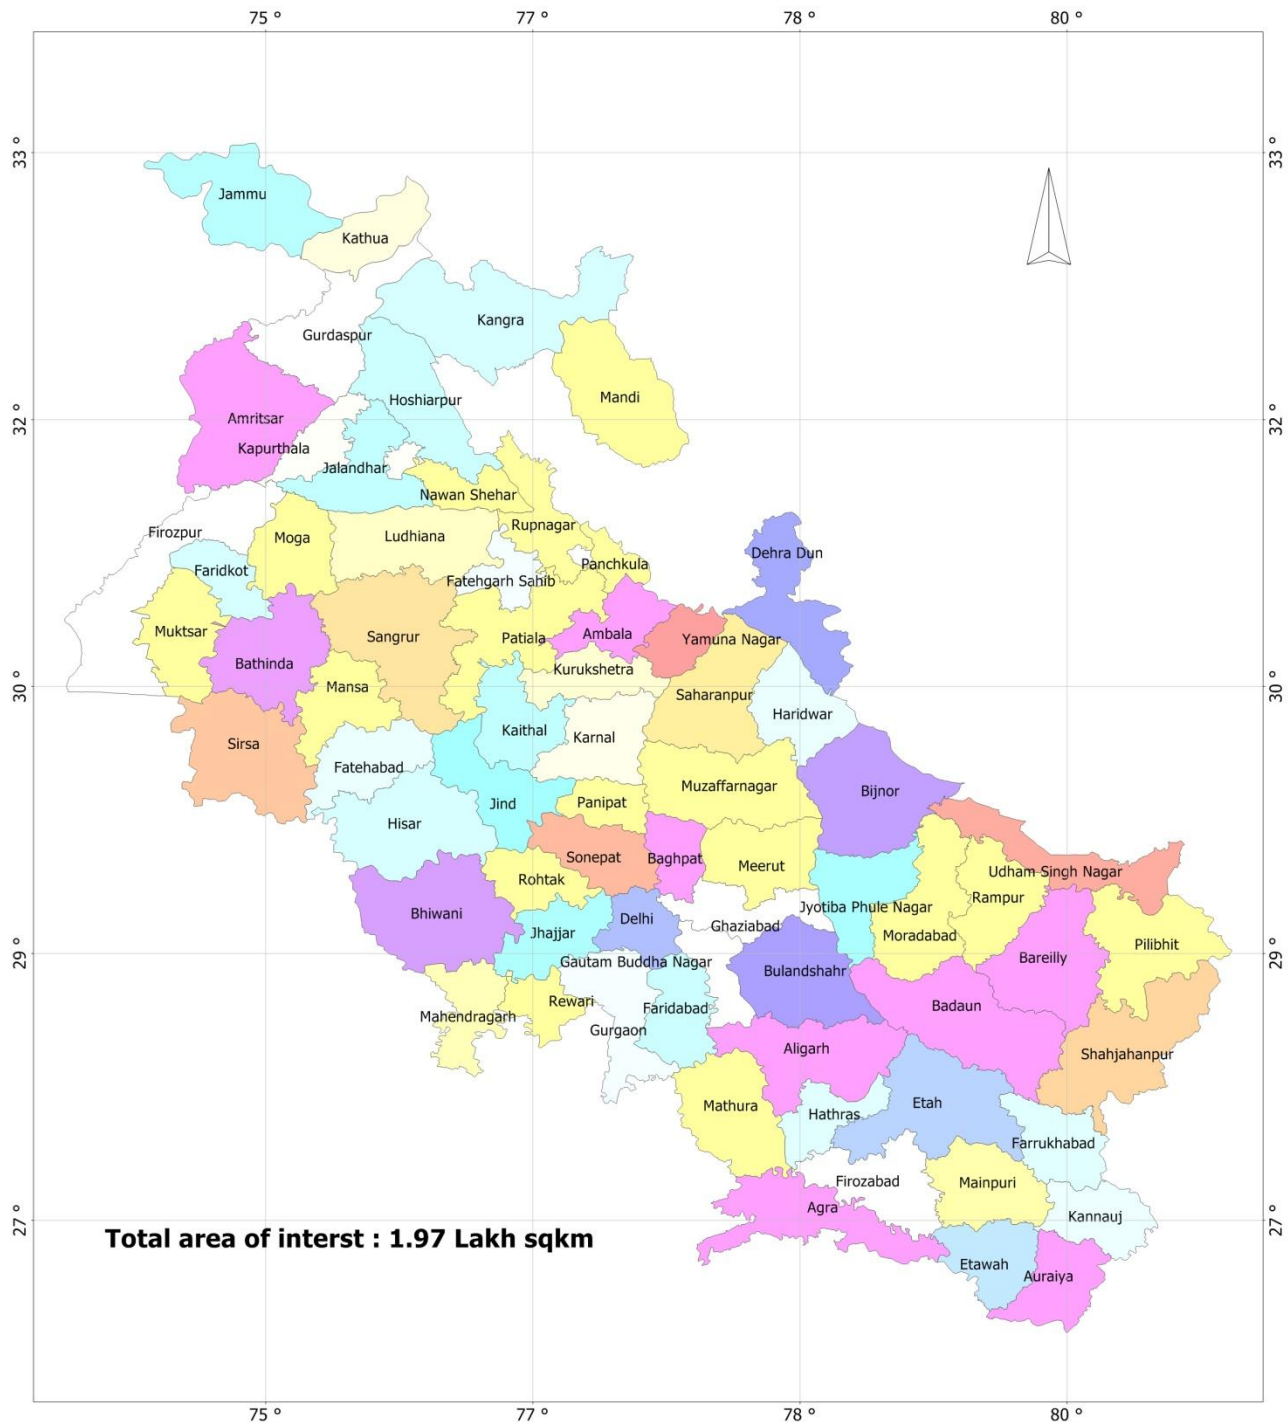 75 °
77 °
78 °
80 °
33 °
33 °
Jammu
Kathua
Kangra
Gurdaspur
Mandi
Hoshiarpur
Amritsar
32 °
32 °
Kapurthala
Jalandhar
Nawan Shehar
Rupnagar
Firozpur
Moga
Ludhiana
Dehra Dun
Panchkula
Faridkot
Fatehgarh Sahib
Muktsar
Sangrur
Patiala
Ambala
Yamuna Nagar
Bathinda
Kurukshetra
30 °
30 °
Mansa
Saharanpur
Haridwar
Kaithal
Karnal
Sirsa
Fatehabad
Muzaffarnagar
Bijnor
Jind
Panipat
Hisar
Sonepat
Baghpat
Meerut
Udham Singh Nagar
Rohtak
Rampur
Bhiwani
Delhi
Jyotiba Phule Nagar
Ghaziabad
Jhajjar
Moradabad
Pilibhit
29 °
29 °
Gautam Buddha Nagar
Bareilly
Bulandshahr
Rewari
Faridabad
Badaun
Mahendragarh
Gurgaon
Aligarh
Shahjahanpur
Mathura
Etah
Hathras
Farrukhabad
Firozabad
Mainpuri
Agra
Kannauj
27 °
27 °
Total area of interst : 1.97 Lakh sqkm
Etawah
Auraiya
75 °
77 °
78 °
80 °